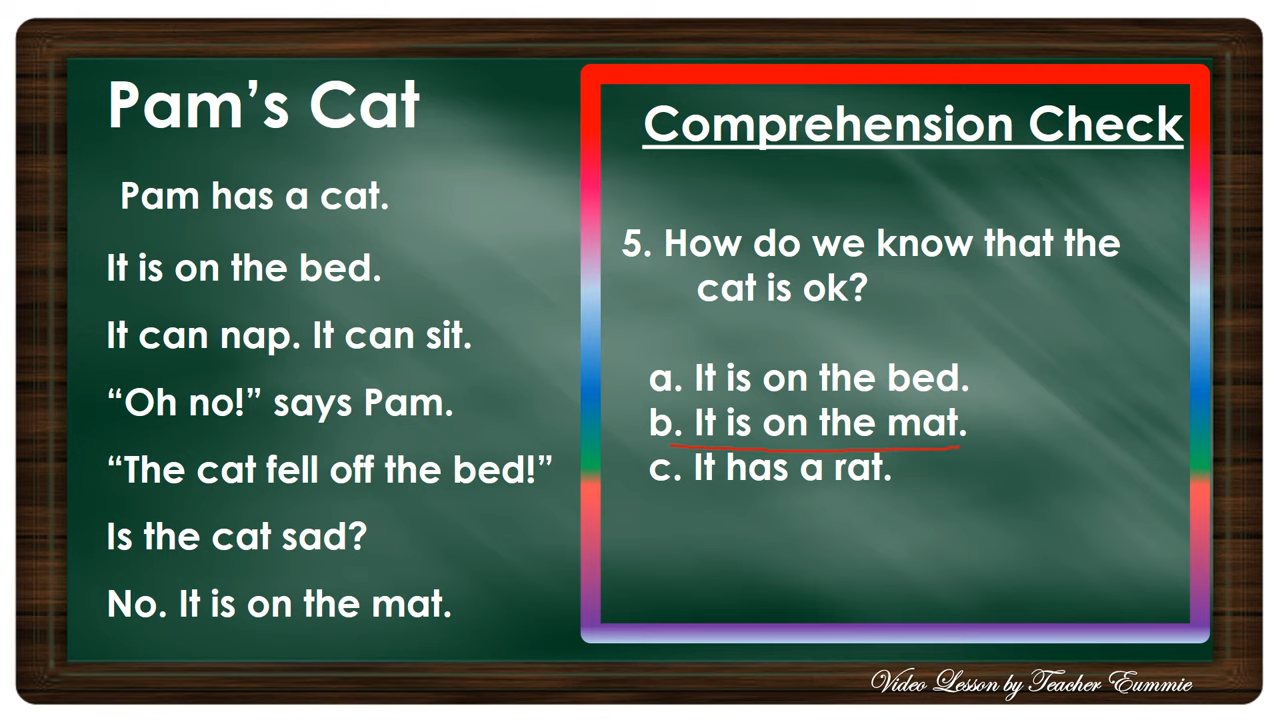 Pam’s Cat
Pam has a cat.
It is on the bed.
It can nap. It can sit.
“Oh no!” says Pam.
“The cat fell off the bed!”
Is the cat sad?
No. It is on the mat.
Comprehension Check
5. How do we know that the
cat is ok?
a. It is on the bed.
b. It is on the mat.
c. It has a rat.
Video Lesson by Teacher Eummie